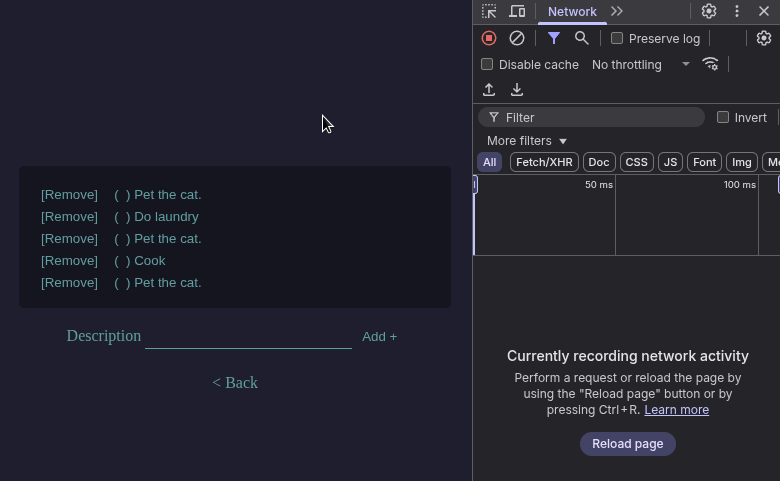 [Remove] ( ) Pet the cat.
[Remove] ( ) Do laundry
[Remove] ( ) Pet the cat.
[Remove] ( ) Cook
[Remove] ( ) Pet the cat.
Description Add +
< Back
Network
Preserve log
Disable cache No throttling
Filter Invert
More filters
All Fetch/XHR Doc CSS JS Font Img
50 ms 100 ms
Currently recording network activity
Perform a request or reload the page by
using the "Reload page" button or by
pressing Ctrl+R. Learn more
Reload page